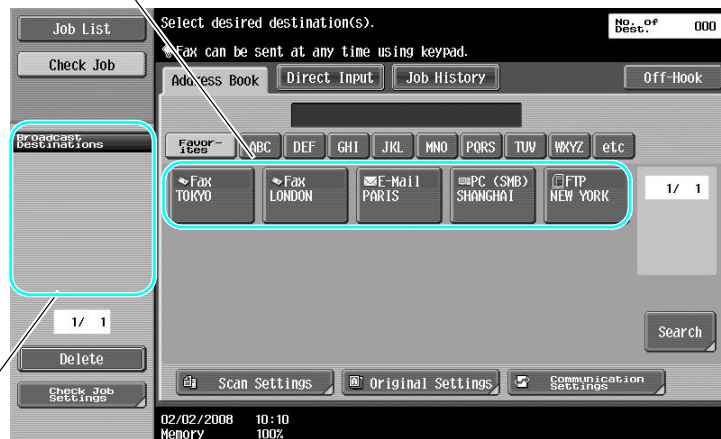 Job List
Check Job
Broadcast
Destinations
1/ 1
Delete
Check Job
Settings
Select desired destination(s).
Fax can be sent at any time using keypad.
No. of
Dest.
000
Address Book
Direct Input
Job History
Off-Hook
Favor-
ites
ABC
DEF
GHI
JKL
MNO
PQRS
TUV
WXYZ
etc
Fax
TOKYO
Fax
LONDON
E-Mail
PARIS
PC (SMB)
SHANGHAI
FTP
NEW YORK
1/ 1
Search
Scan Settings
Original Settings
Communication
Settings
02/02/2008 10:10
Memory 100%